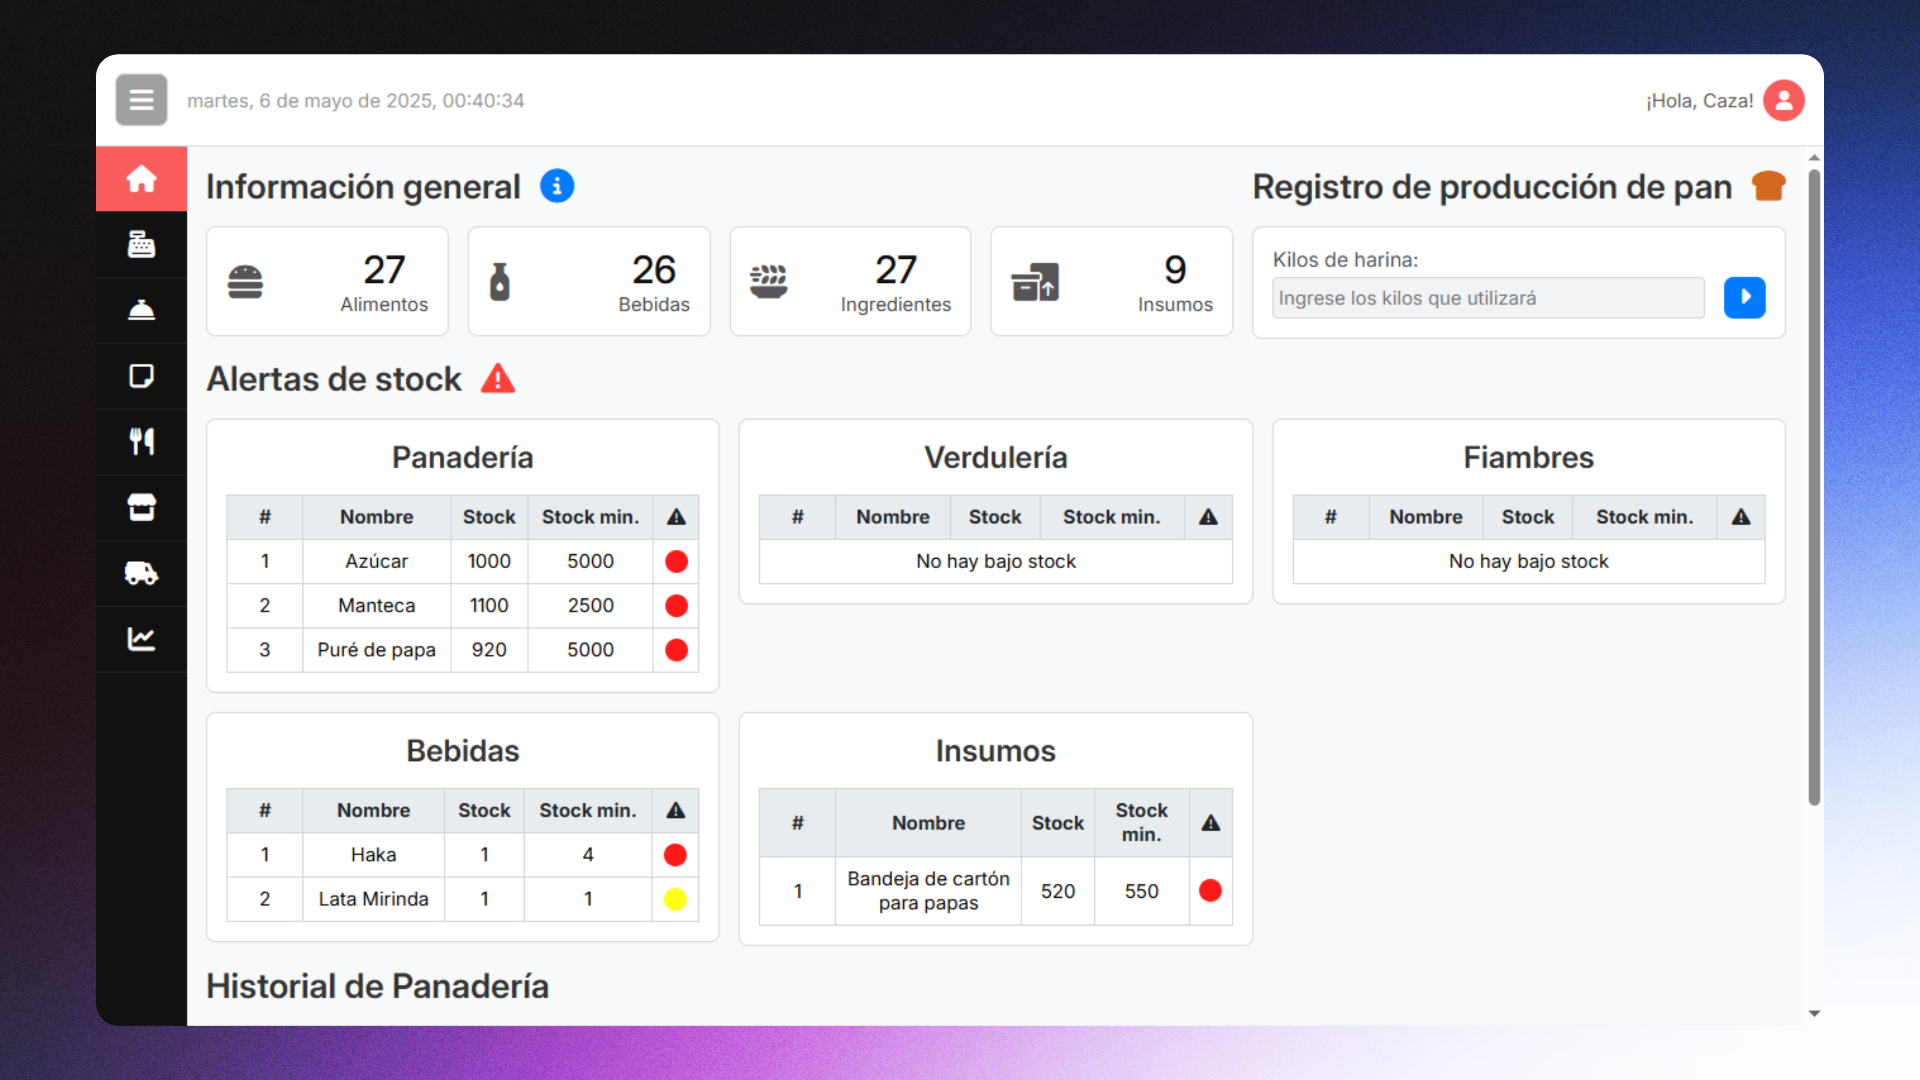 martes, 6 de mayo de 2025, 00:40:34
¡Hola, Caza!
Información general
27
Alimentos
26
Bebidas
27
Ingredientes
9
Insumos
Registro de producción de pan
Kilos de harina:
Ingrese los kilos que utilizará
Alertas de stock
Panadería
# Nombre Stock Stock min.
1 Azúcar 1000 5000
2 Manteca 1100 2500
3 Puré de papa 920 5000
Verdulería
# Nombre Stock Stock min.
No hay bajo stock
Fiambres
# Nombre Stock Stock min.
No hay bajo stock
Bebidas
# Nombre Stock Stock min.
1 Haka 1 4
2 Lata Mirinda 1 1
Insumos
# Nombre Stock Stock
min.
1 Bandeja de cartón
para papas 520 550
Historial de Panadería